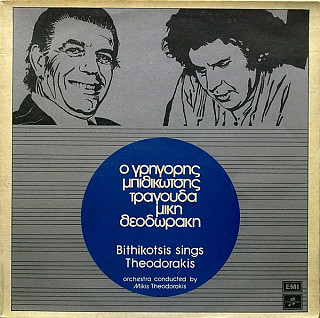 ο γρηγορης
μπιθικωτσης
τραγουδα
μικη
θεοδωρακη
Bithikotsis sings
Theodorakis
orchestra conducted by
Mikis Theodorakis
EMI